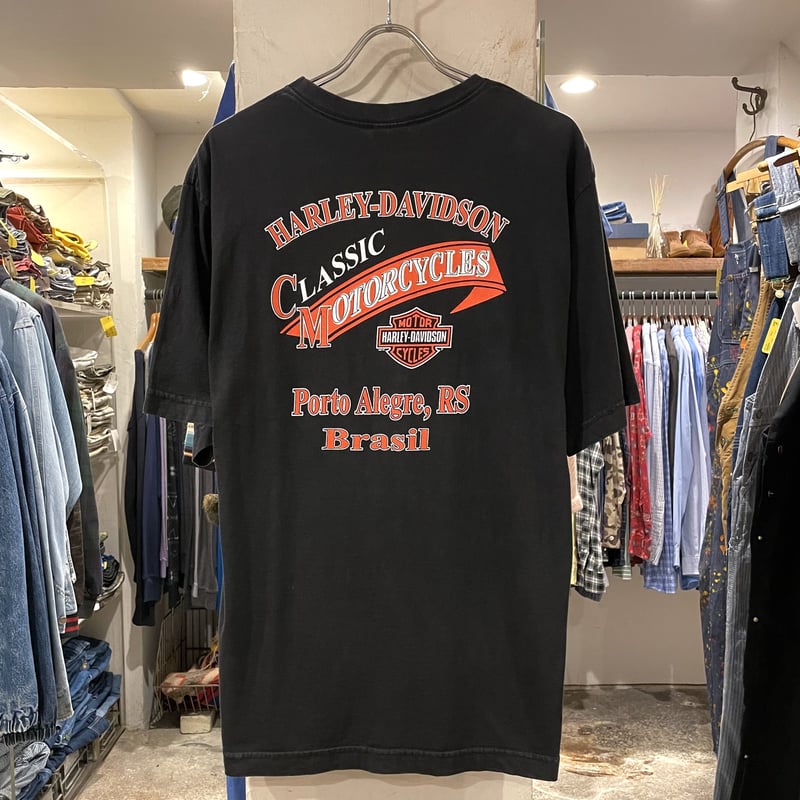 HARLEY-DAVIDSON
CLASSIC
MOTORCYCLES
MOTOR
HARLEY-DAVIDSON
CYCLES
Porto Alegre, RS
Brasil